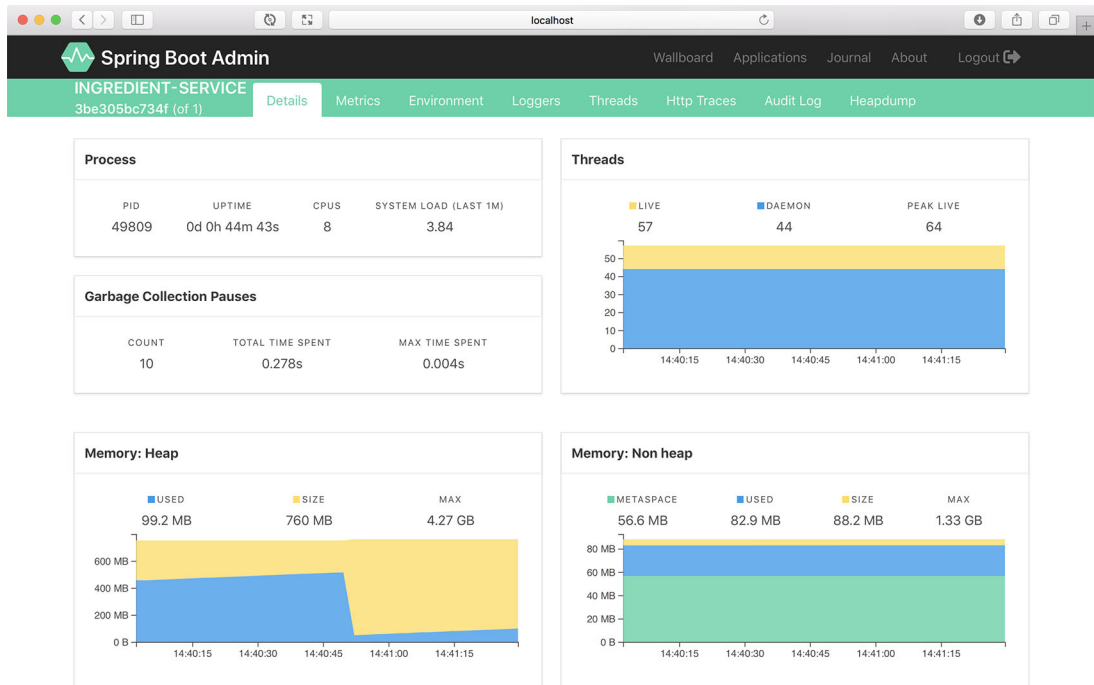 localhost
Spring Boot Admin
Wallboard Applications Journal About Logout
INGREDIENT-SERVICE
3be305bc734f (of 1)
Details Metrics Environment Loggers Threads Http Traces Audit Log Heapdump
Process
PID UPTIME CPUS SYSTEM LOAD (LAST 1M)
49809 0d 0h 44m 43s 8 3.84
Garbage Collection Pauses
COUNT TOTAL TIME SPENT MAX TIME SPENT
10 0.278s 0.004s
Threads
LIVE DAEMON PEAK LIVE
57 44 64
50
40
30
20
10
0
14:40:15 14:40:30 14:40:45 14:41:00 14:41:15
Memory: Heap
USED SIZE MAX
99.2 MB 760 MB 4.27 GB
600 MB
400 MB
200 MB
0 B
14:40:15 14:40:30 14:40:45 14:41:00 14:41:15
Memory: Non heap
METASPACE USED SIZE MAX
56.6 MB 82.9 MB 88.2 MB 1.33 GB
80 MB
60 MB
40 MB
20 MB
0 B
14:40:15 14:40:30 14:40:45 14:41:00 14:41:15